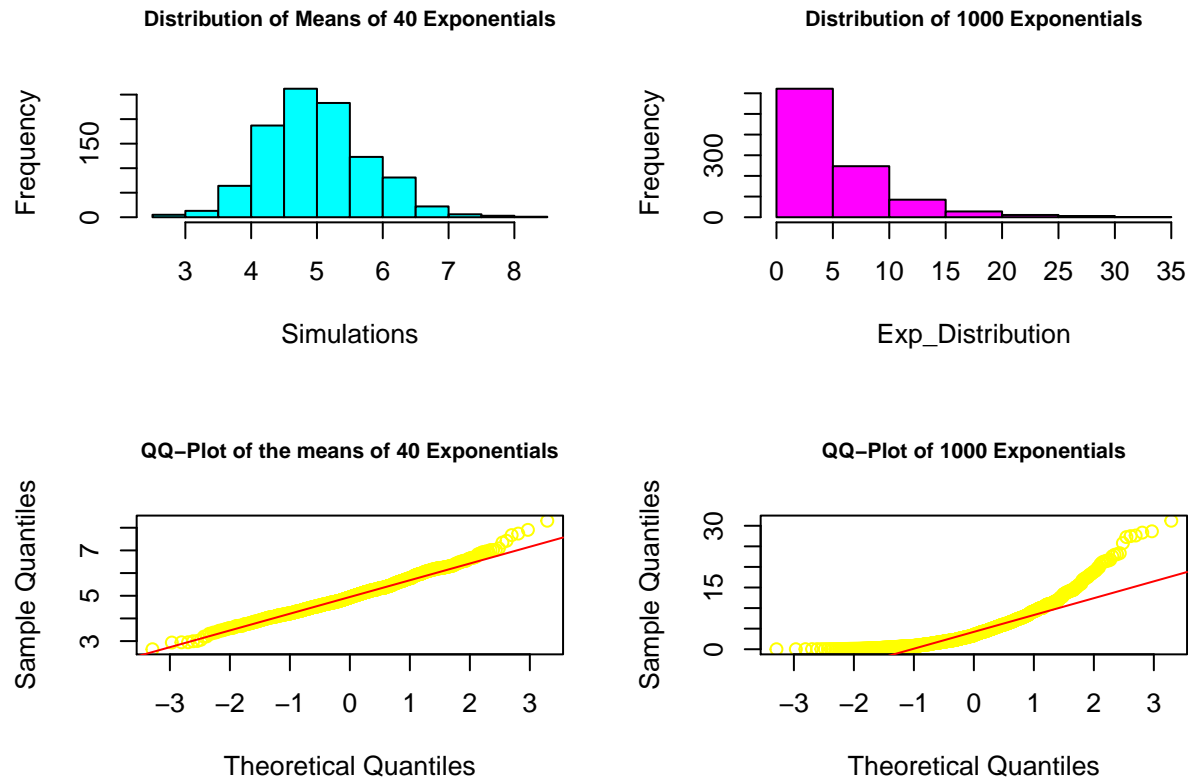 Distribution of Means of 40 Exponentials
Frequency
0 150
3 4 5 6 7 8
Simulations
Distribution of 1000 Exponentials
Frequency
0 300
0 5 10 15 20 25 30 35
Exp_Distribution
QQ−Plot of the means of 40 Exponentials
Sample Quantiles
3 5 7
−3 −2 −1 0 1 2 3
Theoretical Quantiles
QQ−Plot of 1000 Exponentials
Sample Quantiles
0 15 30
−3 −2 −1 0 1 2 3
Theoretical Quantiles